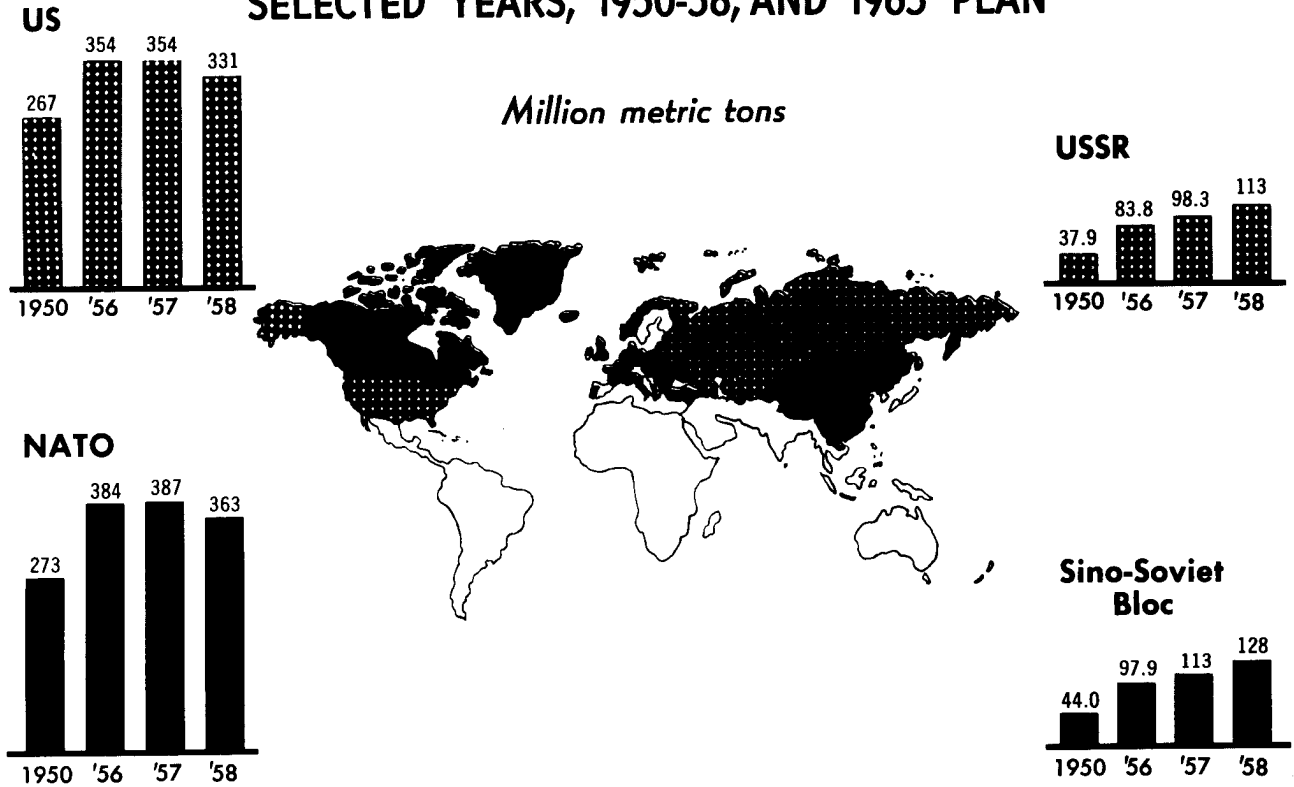 SELECTED YEARS, 1950-58, AND 1965 PLAN
US
354 354
331
267
1950 '56 '57 '58
Million metric tons
USSR
113
98.3
83.8
37.9
1950 '56 '57 '58
NATO
384 387
363
273
1950 '56 '57 '58
Sino-Soviet
Bloc
128
113
97.9
44.0
1950 '56 '57 '58